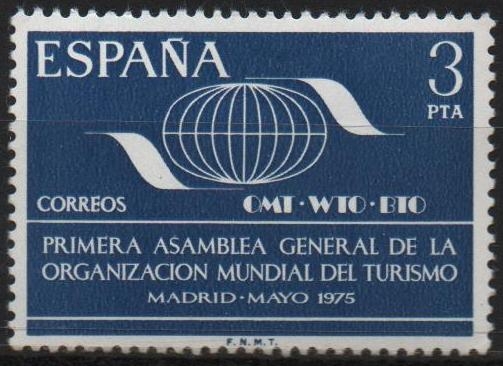 ESPAÑA 3
PTA
CORREOS OMT·WTO·BTO
PRIMERA ASAMBLEA GENERAL DE LA
ORGANIZACION MUNDIAL DEL TURISMO
MADRID·MAYO 1975
F.N.M.T.